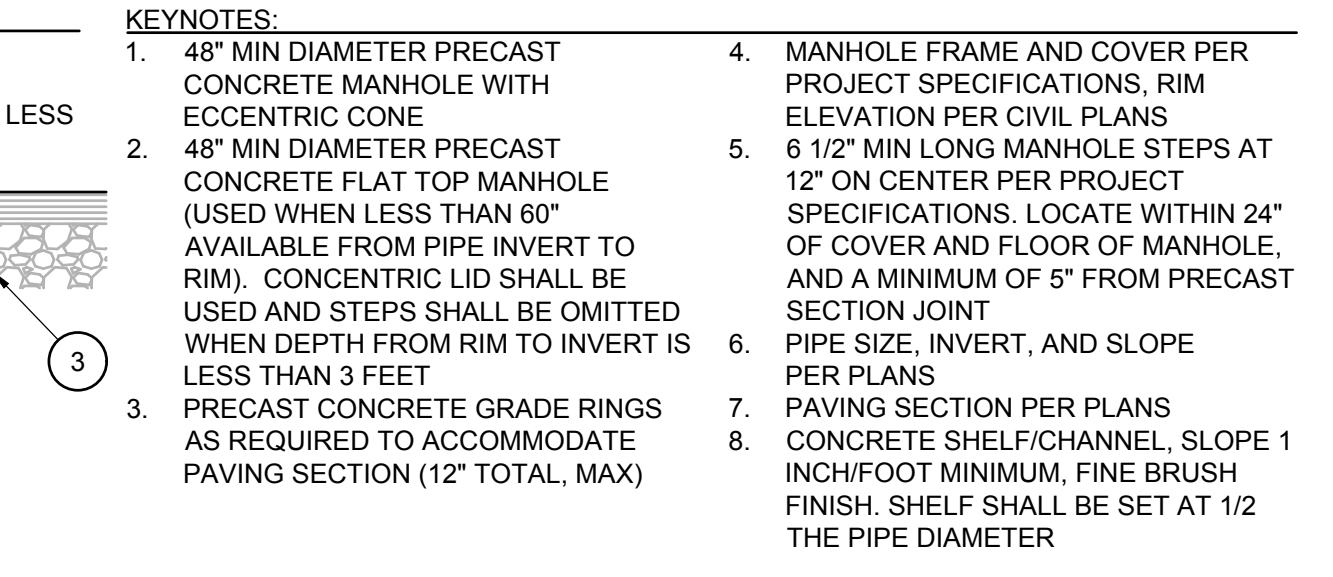 KEYNOTES:
1. 48" MIN DIAMETER PRECAST
CONCRETE MANHOLE WITH
ECCENTRIC CONE
2. 48" MIN DIAMETER PRECAST
CONCRETE FLAT TOP MANHOLE
(USED WHEN LESS THAN 60"
AVAILABLE FROM PIPE INVERT TO
RIM). CONCENTRIC LID SHALL BE
USED AND STEPS SHALL BE OMITTED
WHEN DEPTH FROM RIM TO INVERT IS
LESS THAN 3 FEET
3. PRECAST CONCRETE GRADE RINGS
AS REQUIRED TO ACCOMMODATE
PAVING SECTION (12" TOTAL, MAX)
4. MANHOLE FRAME AND COVER PER
PROJECT SPECIFICATIONS, RIM
ELEVATION PER CIVIL PLANS
5. 6 1/2" MIN LONG MANHOLE STEPS AT
12" ON CENTER PER PROJECT
SPECIFICATIONS. LOCATE WITHIN 24"
OF COVER AND FLOOR OF MANHOLE,
AND A MINIMUM OF 5" FROM PRECAST
SECTION JOINT
6. PIPE SIZE, INVERT, AND SLOPE
PER PLANS
7. PAVING SECTION PER PLANS
8. CONCRETE SHELF/CHANNEL, SLOPE 1
INCH/FOOT MINIMUM, FINE BRUSH
FINISH. SHELF SHALL BE SET AT 1/2
THE PIPE DIAMETER
LESS
3